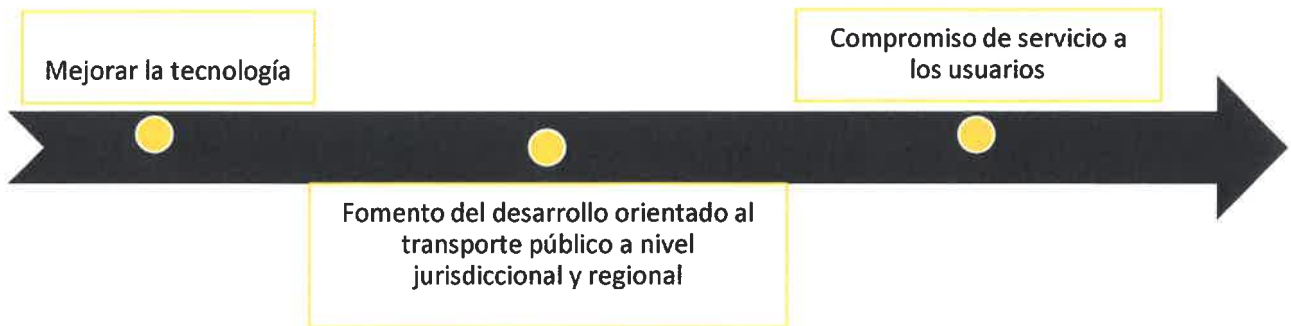 Mejorar la tecnología
Fomento del desarrollo orientado al
transporte público a nivel
jurisdiccional y regional
Compromiso de servicio a
los usuarios